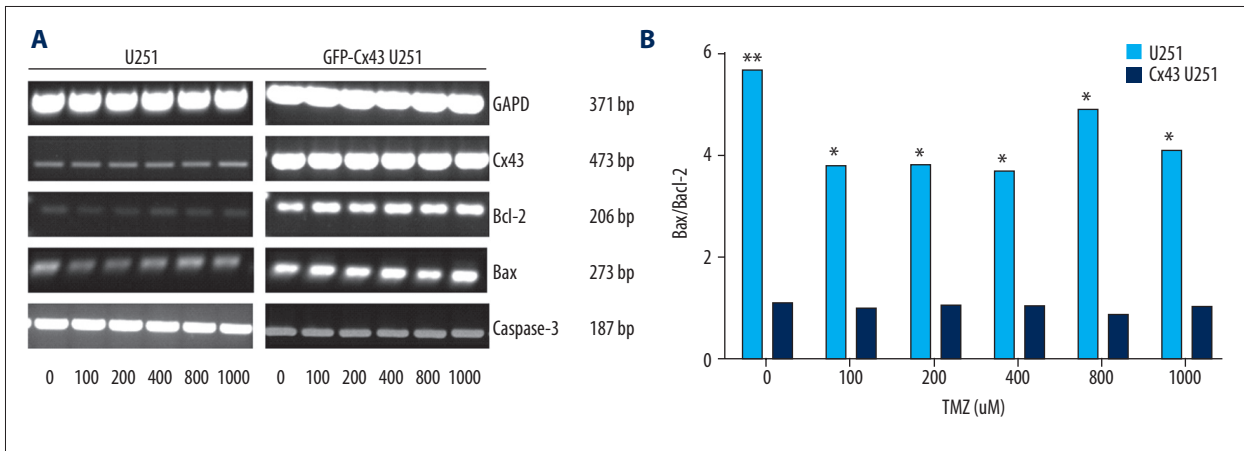 A
U251 GFP-Cx43 U251
GAPD 371 bp
Cx43 473 bp
Bcl-2 206 bp
Bax 273 bp
Caspase-3 187 bp
0 100 200 400 800 1000 0 100 200 400 800 1000
B
U251
Cx43 U251
Bax/Bacl-2
6
4
2
0
** * * * * *
0 100 200 400 800 1000
TMZ (uM)